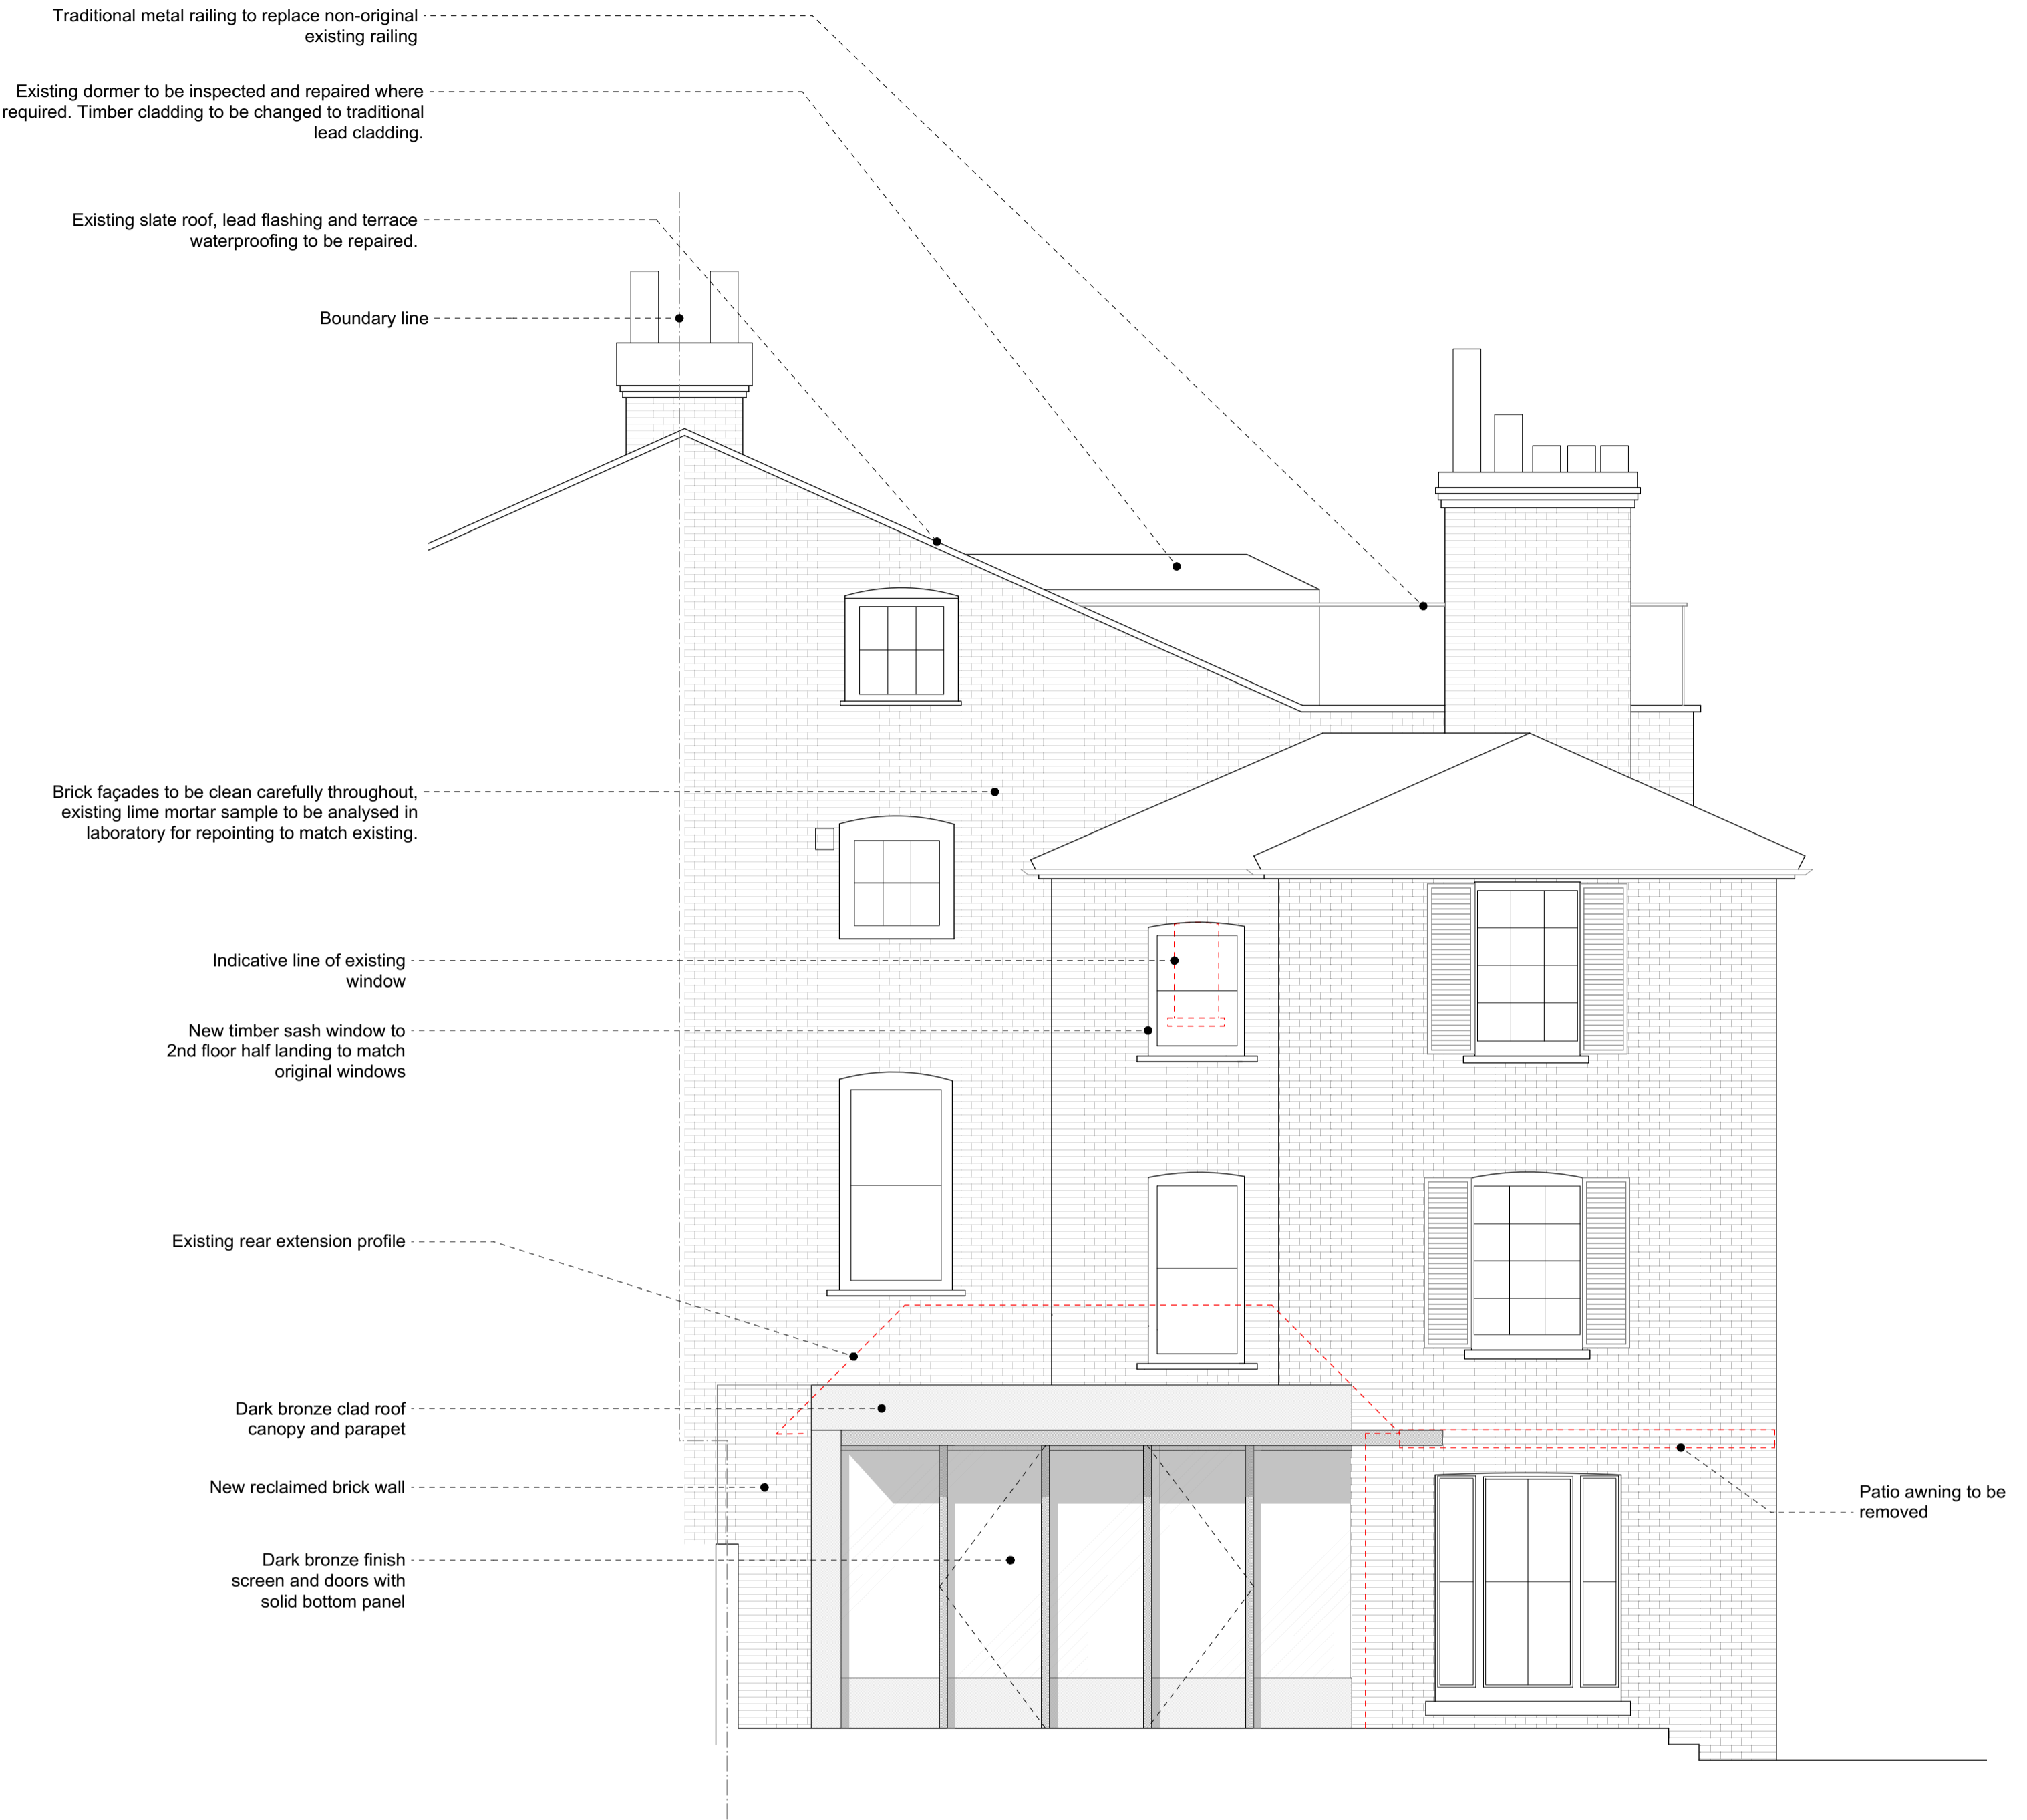 Traditional metal railing to replace non-original
existing railing
Existing dormer to be inspected and repaired where
required. Timber cladding to be changed to traditional
lead cladding.
Existing slate roof, lead flashing and terrace
waterproofing to be repaired.
Boundary line
Brick façades to be clean carefully throughout,
existing lime mortar sample to be analysed in
laboratory for repointing to match existing.
Indicative line of existing
window
New timber sash window to
2nd floor half landing to match
original windows
Existing rear extension profile
Dark bronze clad roof
canopy and parapet
New reclaimed brick wall
Patio awning to be
removed
Dark bronze finish
screen and doors with
solid bottom panel